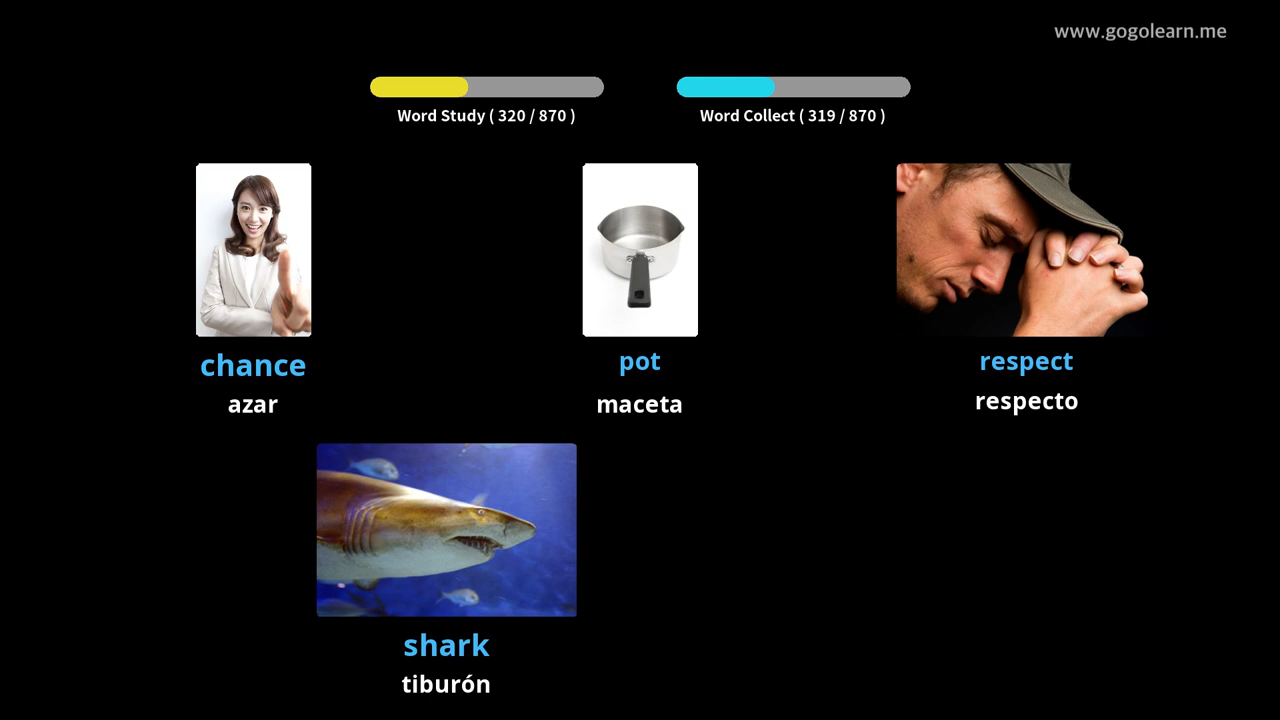 www.gogolearn.me
Word Study ( 320 / 870 )
Word Collect ( 319 / 870 )
chance
azar
pot
maceta
respect
respecto
shark
tiburón